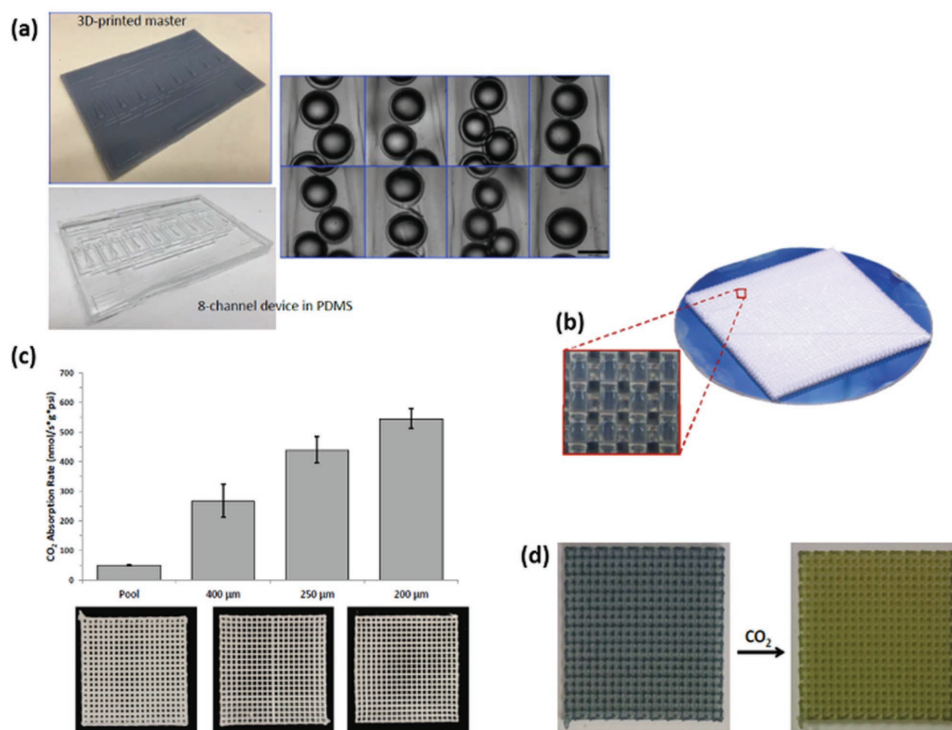 (a)
3D-printed master
8-channel device in PDMS
(b)
(c)
CO₂ Absorption Rate (nmol/s*g*psi)
700
600
500
400
300
200
100
0
Pool
400 µm
250 µm
200 µm
(d)
CO₂